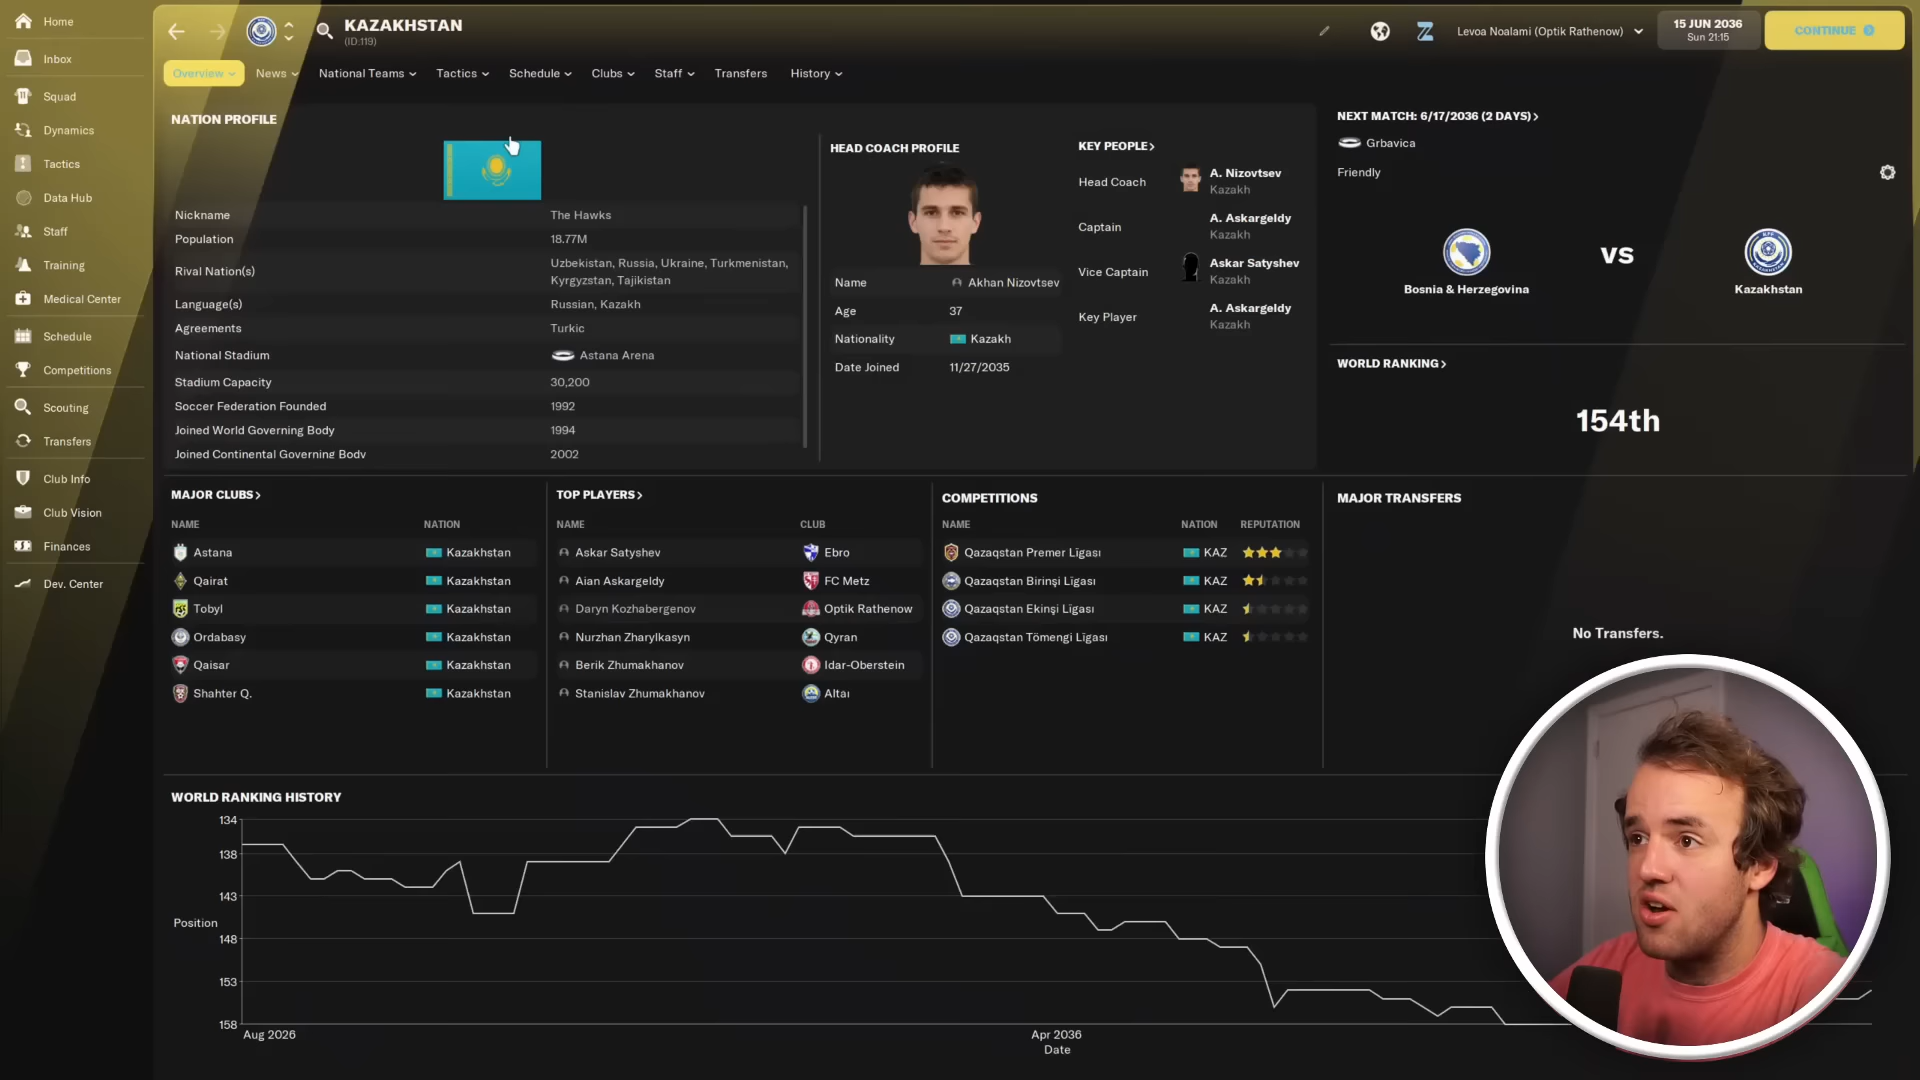 Home
Inbox
Squad
Dynamics
Tactics
Data Hub
Staff
Training
Medical Center
Schedule
Competitions
Scouting
Transfers
Club Info
Club Vision
Finances
Dev. Center
KAZAKHSTAN
(ID:119)
Levoa Noalami (Optik Rathenow)
15 JUN 2036
Sun 21:15
CONTINUE
Overview News National Teams Tactics Schedule Clubs Staff Transfers History
NATION PROFILE
Nickname The Hawks
Population 18.77M
Rival Nation(s) Uzbekistan, Russia, Ukraine, Turkmenistan,
Kyrgyzstan, Tajikistan
Language(s) Russian, Kazakh
Agreements Turkic
National Stadium Astana Arena
Stadium Capacity 30,200
Soccer Federation Founded 1992
Joined World Governing Body 1994
Joined Continental Governing Body 2002
HEAD COACH PROFILE
Name Akhan Nizovtsev
Age 37
Nationality Kazakh
Date Joined 11/27/2035
KEY PEOPLE>
Head Coach A. Nizovtsev
Kazakh
Captain A. Askargeldy
Kazakh
Vice Captain Askar Satyshev
Kazakh
Key Player A. Askargeldy
Kazakh
NEXT MATCH: 6/17/2036 (2 DAYS)>
Grbavica
Friendly
Bosnia & Herzegovina VS Kazakhstan
WORLD RANKING>
154th
MAJOR CLUBS>
NAME NATION
Astana Kazakhstan
Qairat Kazakhstan
Tobyl Kazakhstan
Ordabasy Kazakhstan
Qaisar Kazakhstan
Shahter Q. Kazakhstan
TOP PLAYERS>
NAME CLUB
Askar Satyshev Ebro
Aian Askargeldy FC Metz
Daryn Kozhabergenov Optik Rathenow
Nurzhan Zharylkasyn Qyran
Berik Zhumakhanov Idar-Oberstein
Stanislav Zhumakhanov Altaı
COMPETITIONS
NAME NATION REPUTATION
Qazaqstan Premer Ligasy KAZ
Qazaqstan Birinşi Ligasy KAZ
Qazaqstan Ekinşi Ligasy KAZ
Qazaqstan Tömengi Ligasy KAZ
MAJOR TRANSFERS
No Transfers.
WORLD RANKING HISTORY
134
138
143
Position
148
153
158
Aug 2026 Apr 2036
Date